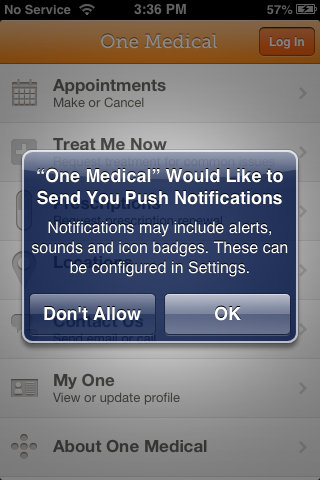 No Service 3:36 PM 57%
One Medical
Log In
Appointments
Make or Cancel
Treat Me Now
Request treatment for common issues
“One Medical” Would Like to
Send You Push Notifications
Prescriptions
Request prescription renewal
Notifications may include alerts,
sounds and icon badges. These can
be configured in Settings.
Locations
Don't Allow
OK
Contact Us
Send email or call
My One
View or update profile
About One Medical